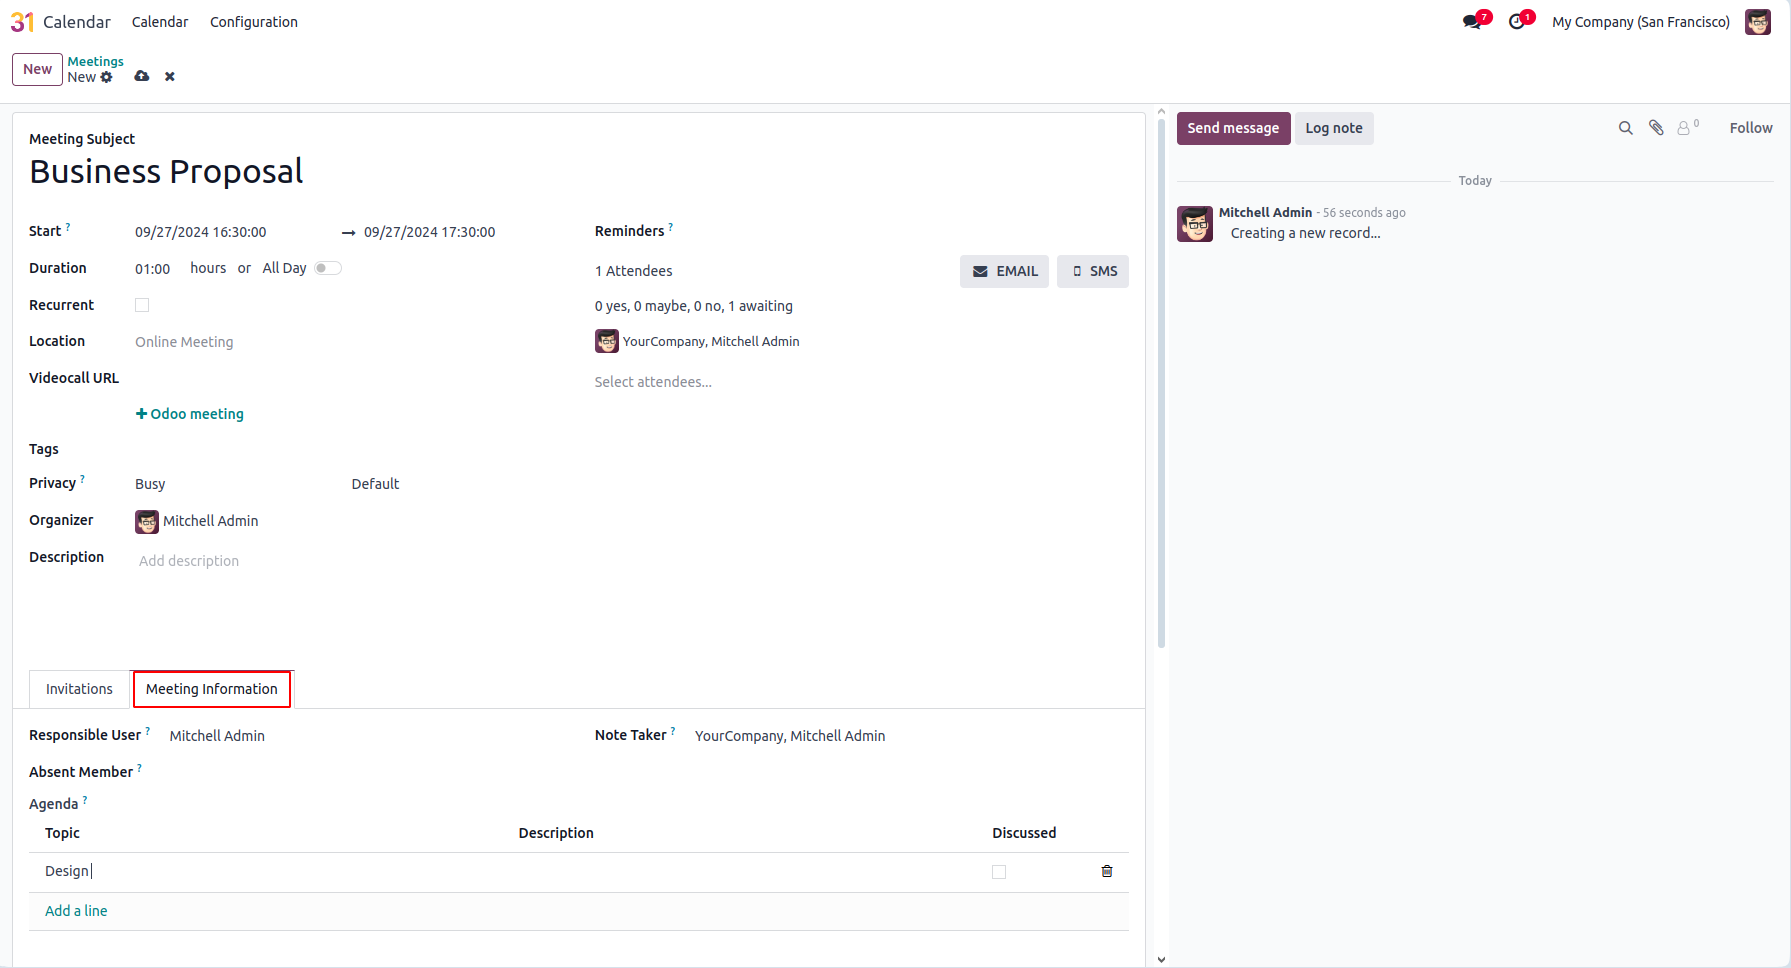 31 Calendar Calendar Configuration 7 1 My Company (San Francisco)
New Meetings
New
Send message Log note 0 Follow
Meeting Subject
Business Proposal
Today
Mitchell Admin - 56 seconds ago
Creating a new record...
Start ? 09/27/2024 16:30:00 → 09/27/2024 17:30:00 Reminders ?
Duration 01:00 hours or All Day 1 Attendees EMAIL SMS
Recurrent 0 yes, 0 maybe, 0 no, 1 awaiting
Location Online Meeting YourCompany, Mitchell Admin
Videocall URL Select attendees...
+ Odoo meeting
Tags
Privacy ? Busy Default
Organizer Mitchell Admin
Description Add description
Invitations Meeting Information
Responsible User ? Mitchell Admin Note Taker ? YourCompany, Mitchell Admin
Absent Member ?
Agenda ?
Topic Description Discussed
Design
Add a line